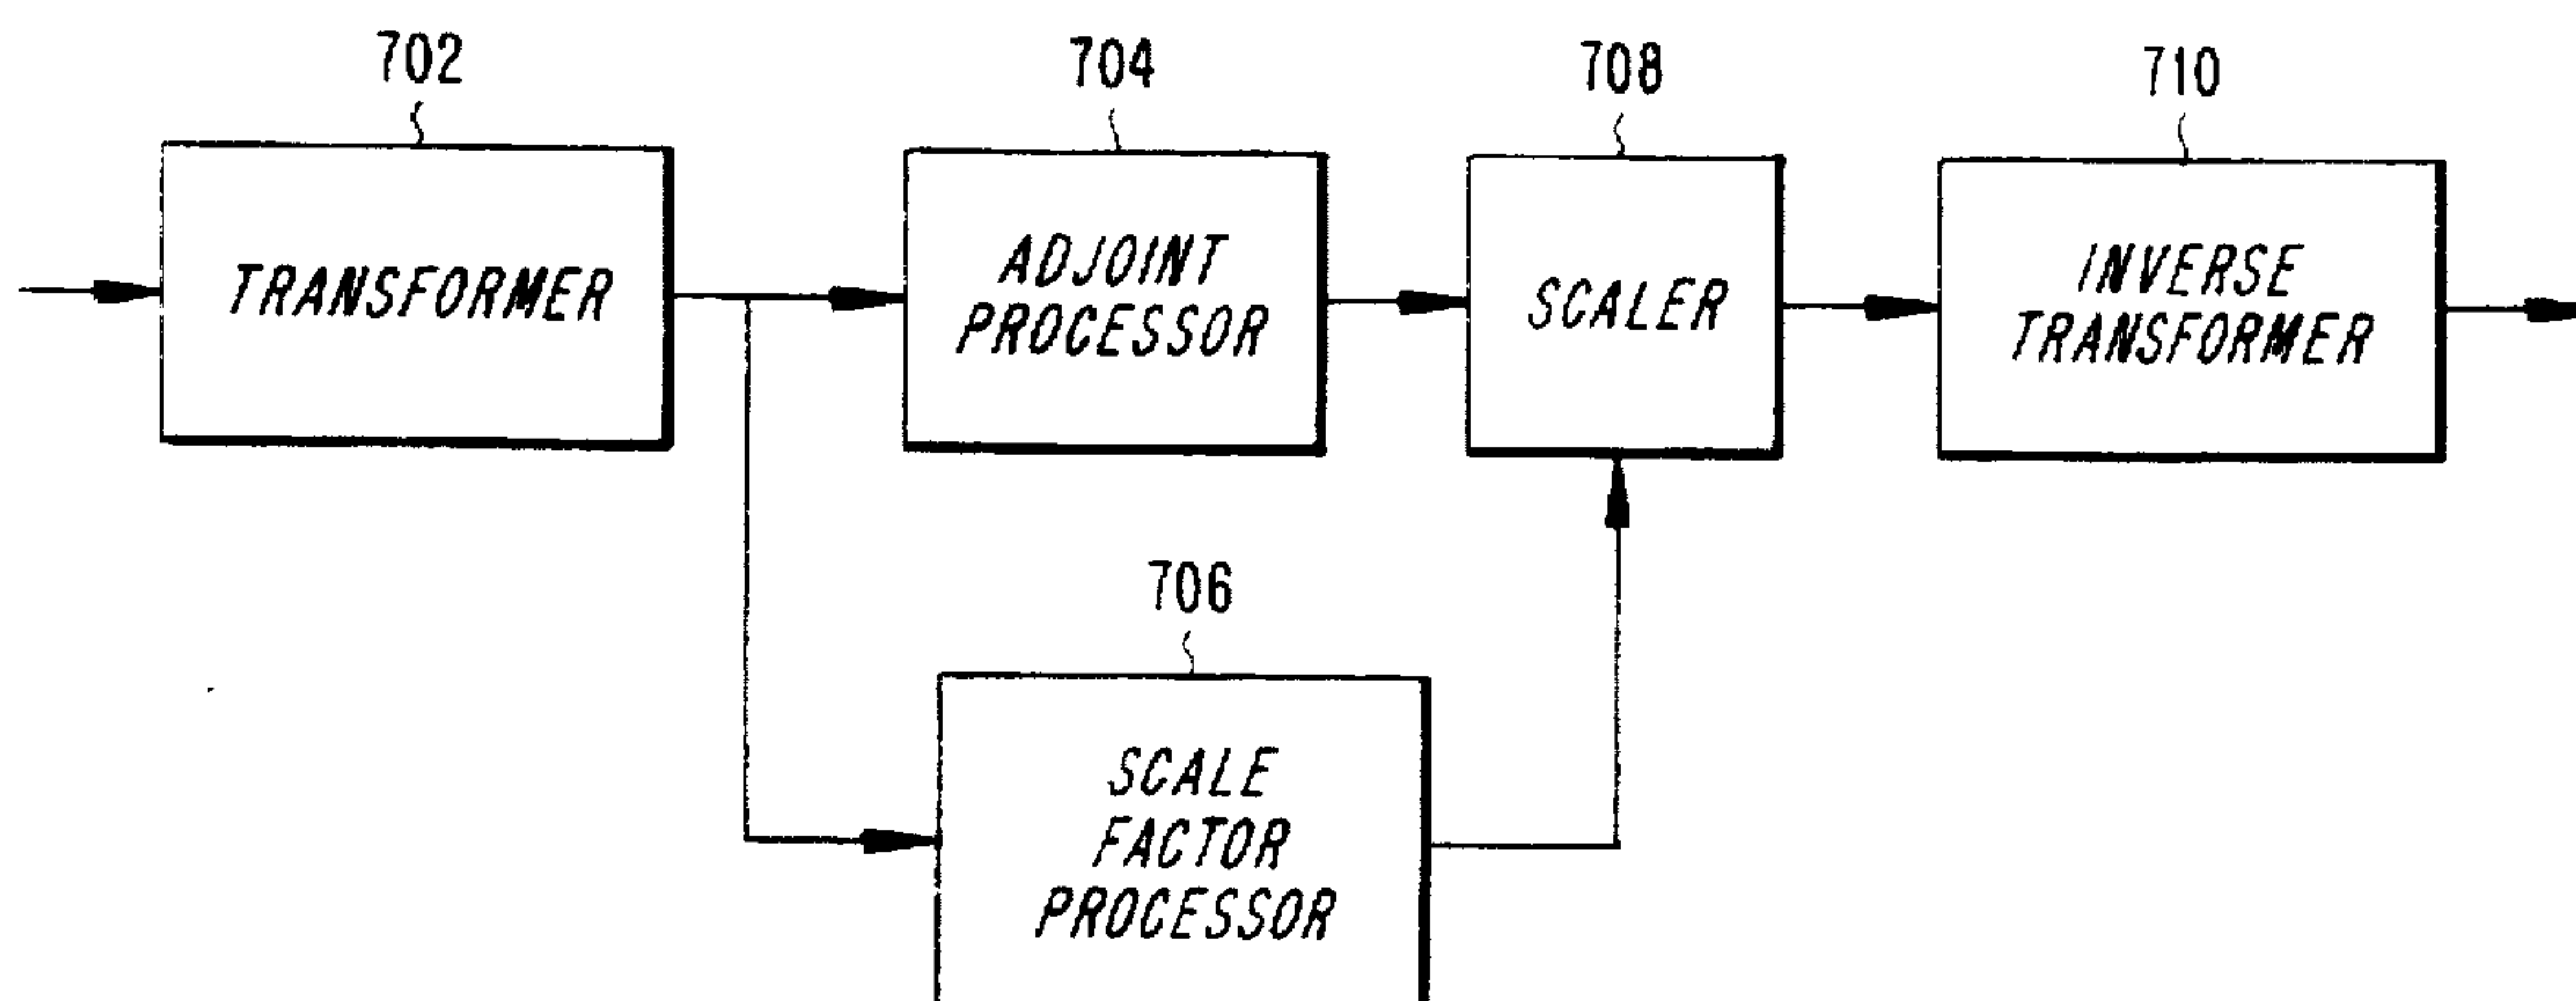 702
TRANSFORMER
704
ADJOINT
PROCESSOR
708
SCALER
710
INVERSE
TRANSFORMER
706
SCALE
FACTOR
PROCESSOR